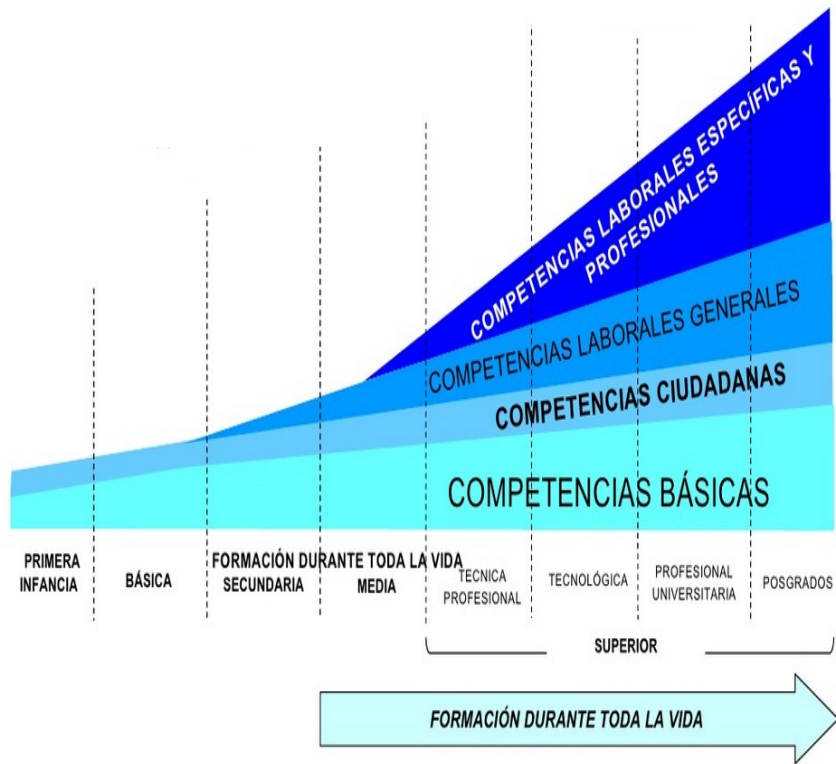 COMPETENCIAS LABORALES ESPECÍFICAS Y
PROFESIONALES
COMPETENCIAS LABORALES GENERALES
COMPETENCIAS CIUDADANAS
COMPETENCIAS BÁSICAS
PRIMERA
INFANCIA
BÁSICA
FORMACIÓN DURANTE TODA LA VIDA
SECUNDARIA
MEDIA
TECNICA
PROFESIONAL
TECNOLÓGICA
PROFESIONAL
UNIVERSITARIA
POSGRADOS
SUPERIOR
FORMACIÓN DURANTE TODA LA VIDA